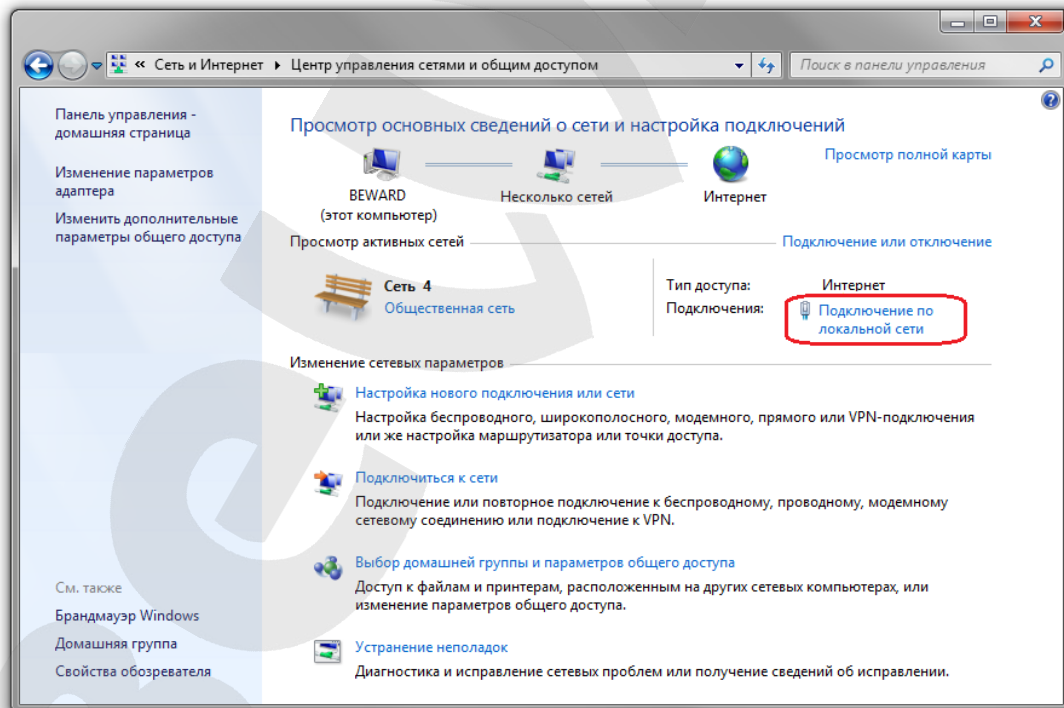 « Сеть и Интернет ▸ Центр управления сетями и общим доступом
Поиск в панели управления
Панель управления -
домашняя страница
Изменение параметров
адаптера
Изменить дополнительные
параметры общего доступа
См. также
Брандмауэр Windows
Домашняя группа
Свойства обозревателя
Просмотр основных сведений о сети и настройка подключений
BEWARD
(этот компьютер)
Несколько сетей
Интернет
Просмотр полной карты
Просмотр активных сетей
Подключение или отключение
Сеть 4
Общественная сеть
Тип доступа: Интернет
Подключения: Подключение по
локальной сети
Изменение сетевых параметров
Настройка нового подключения или сети
Настройка беспроводного, широкополосного, модемного, прямого или VPN-подключения
или же настройка маршрутизатора или точки доступа.
Подключиться к сети
Подключение или повторное подключение к беспроводному, проводному, модемному
сетевому соединению или подключение к VPN.
Выбор домашней группы и параметров общего доступа
Доступ к файлам и принтерам, расположенным на других сетевых компьютерах, или
изменение параметров общего доступа.
Устранение неполадок
Диагностика и исправление сетевых проблем или получение сведений об исправлении.